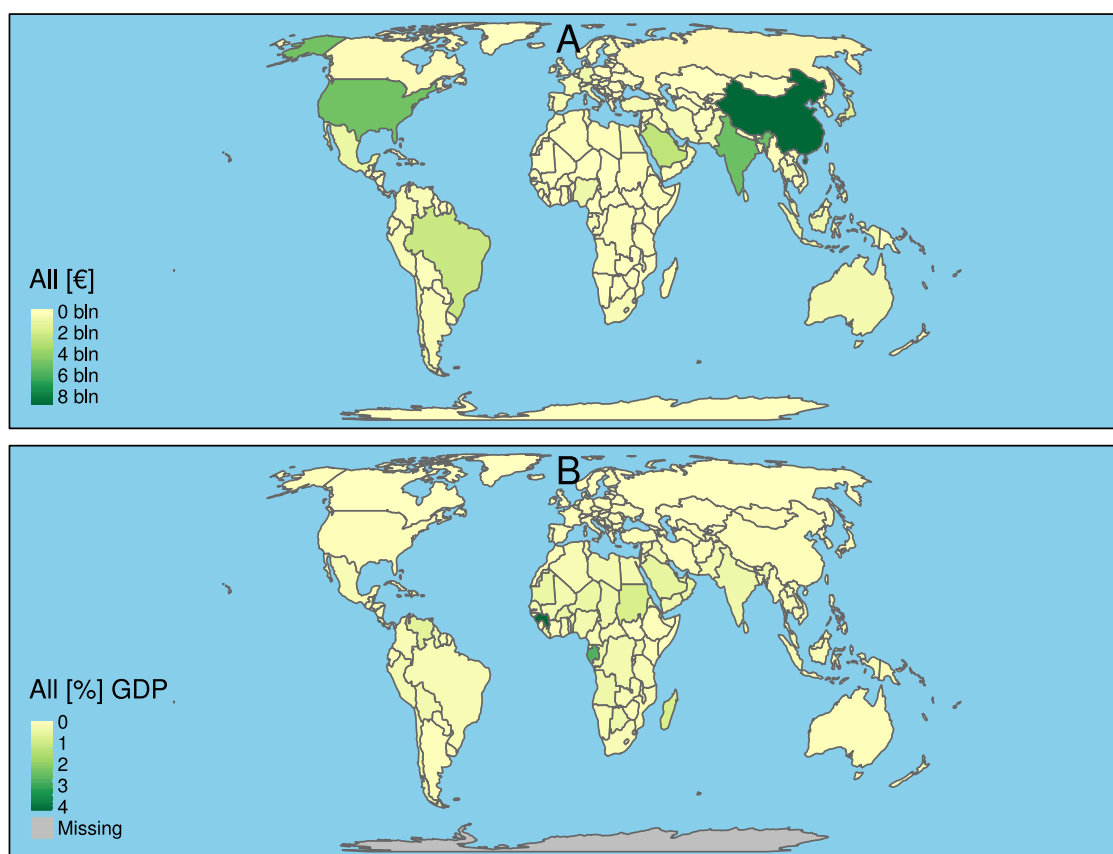 A
All [€]
0 bln
2 bln
4 bln
6 bln
8 bln
B
All [%] GDP
0
1
2
3
4
Missing